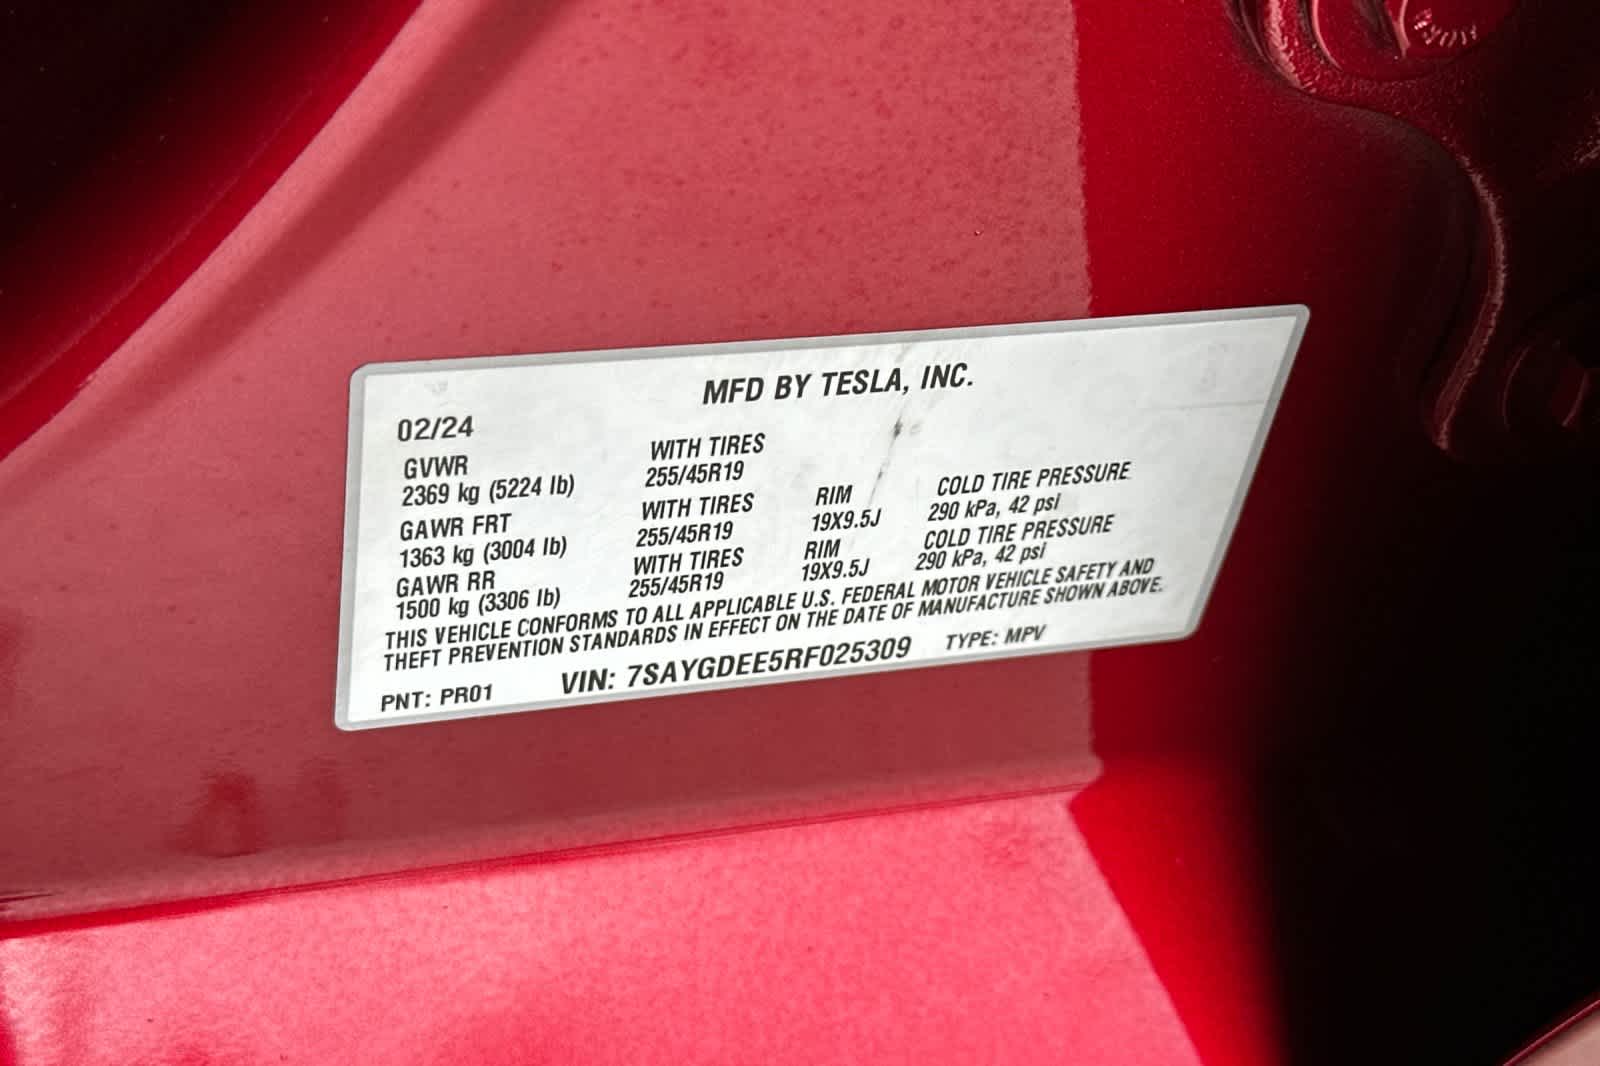 MFD BY TESLA, INC.
02/24
GVWR
2369 kg (5224 lb)
WITH TIRES
255/45R19
GAWR FRT
1363 kg (3004 lb)
WITH TIRES
255/45R19
RIM
19X9.5J
COLD TIRE PRESSURE
290 kPa, 42 psi
GAWR RR
1500 kg (3306 lb)
WITH TIRES
255/45R19
RIM
19X9.5J
COLD TIRE PRESSURE
290 kPa, 42 psi
THIS VEHICLE CONFORMS TO ALL APPLICABLE U.S. FEDERAL MOTOR VEHICLE SAFETY AND
THEFT PREVENTION STANDARDS IN EFFECT ON THE DATE OF MANUFACTURE SHOWN ABOVE.
PNT: PR01 VIN: 7SAYGDEE5RF025309 TYPE: MPV